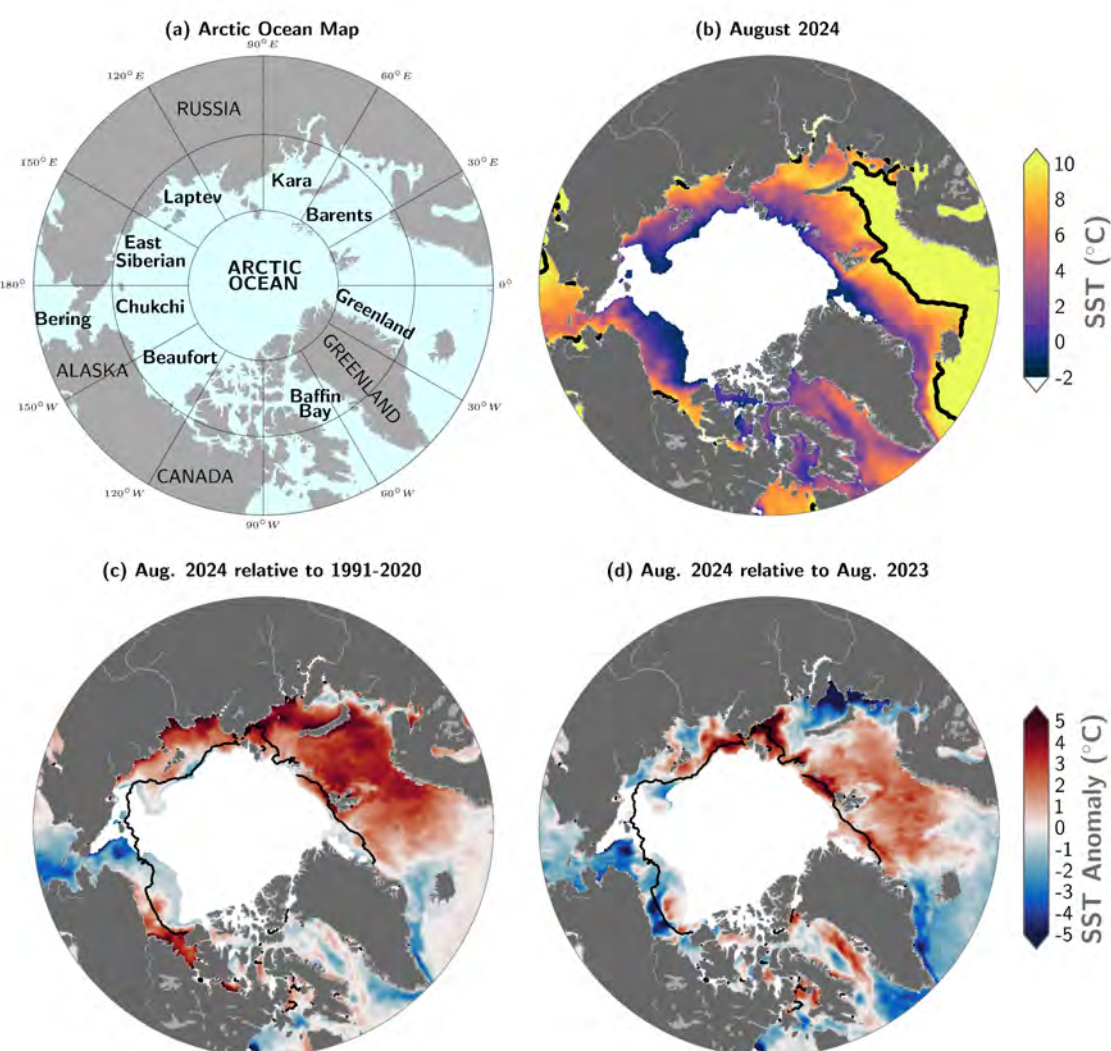 (a) Arctic Ocean Map
90°E
120°E
60°E
RUSSIA
150°E
30°E
Kara
Laptev
Barents
East
Siberian
ARCTIC
OCEAN
180°
0°
Chukchi
Greenland
Bering
Beaufort
ALASKA
GREENLAND
Baffin
Bay
150°W
30°W
CANADA
120°W
60°W
90°W
(b) August 2024
10
8
6
4
2
0
-2
SST (°C)
(c) Aug. 2024 relative to 1991-2020
(d) Aug. 2024 relative to Aug. 2023
5
4
3
2
1
0
-1
-2
-3
-4
-5
SST Anomaly (°C)